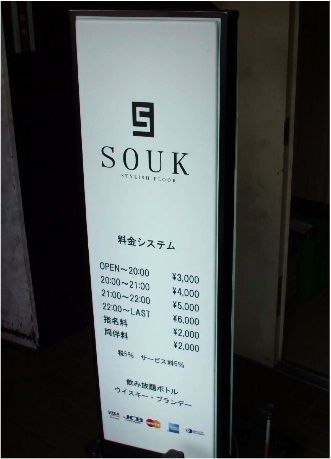 SOUK
STYLISH FLOOR
料金システム
OPEN〜20:00 ¥3,000
20:00〜21:00 ¥4,000
21:00〜22:00 ¥5,000
22:00〜LAST ¥6,000
指名料 ¥2,000
同伴料 ¥2,000
税5% サービス料5%
飲み放題ボトル
ウイスキー・ブランデー
VISA JCB MasterCard